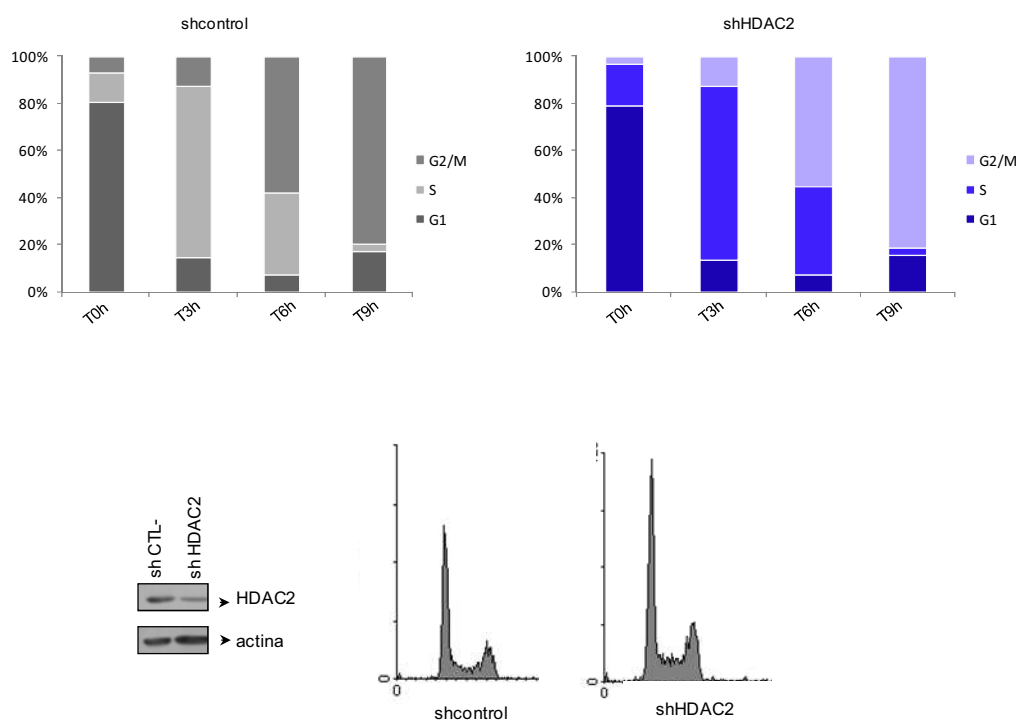 shcontrol
100%
80%
60%
40%
20%
0%
T0h
T3h
T6h
T9h
G2/M
S
G1
shHDAC2
100%
80%
60%
40%
20%
0%
T0h
T3h
T6h
T9h
G2/M
S
G1
sh CTL-
sh HDAC2
HDAC2
actina
0
0
shcontrol
0
0
shHDAC2